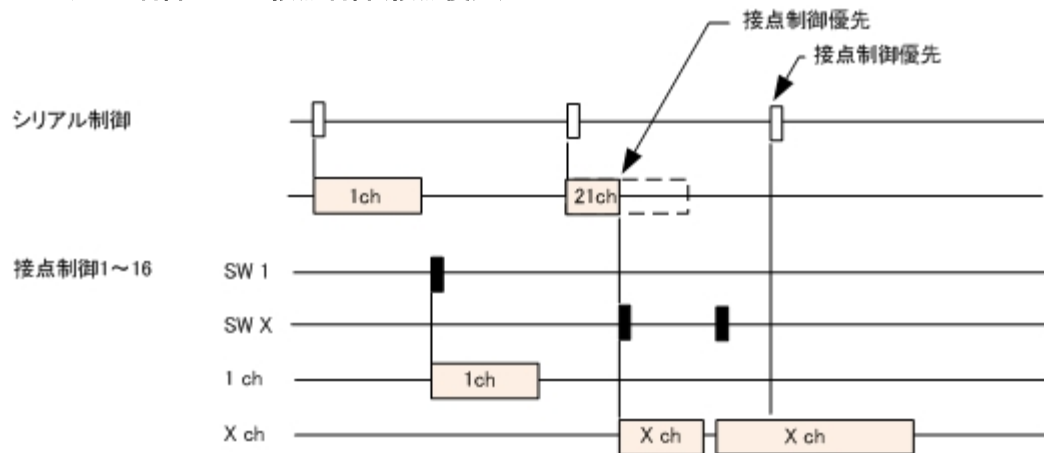 接点制御優先
接点制御優先
シリアル制御
1ch
21ch
接点制御1～16
SW 1
SW X
1 ch
1ch
X ch
X ch
X ch